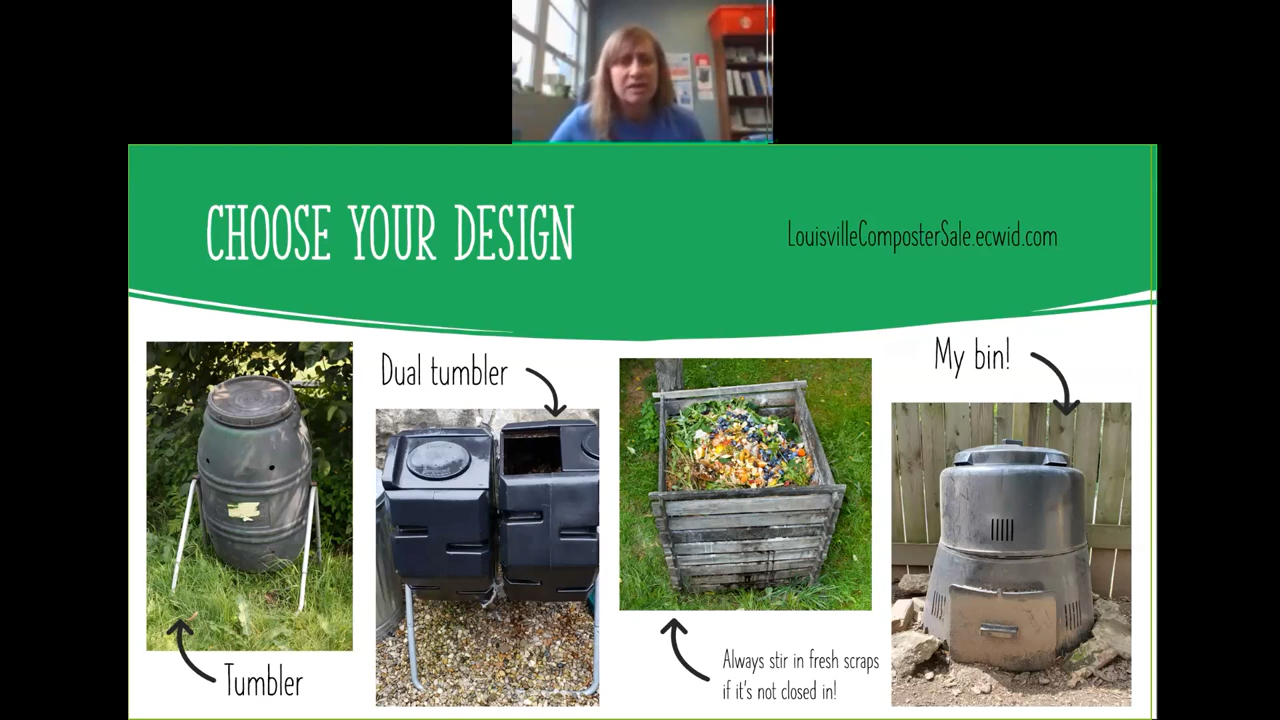 CHOOSE YOUR DESIGN
LouisvilleComposterSale.ecwid.com
Dual tumbler
My bin!
Tumbler
Always stir in fresh scraps
if it's not closed in!